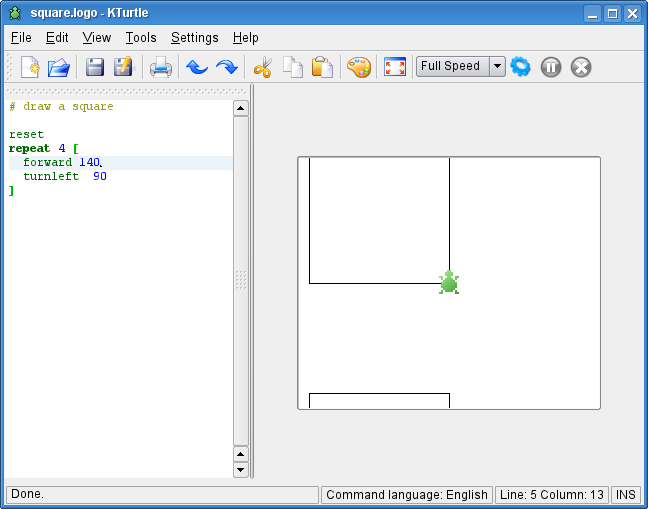 square.logo - KTurtle
File Edit View Tools Settings Help
Full Speed
# draw a square
reset
repeat 4 [
forward 140
turnleft 90
]
Done.
Command language: English
Line: 5 Column: 13
INS